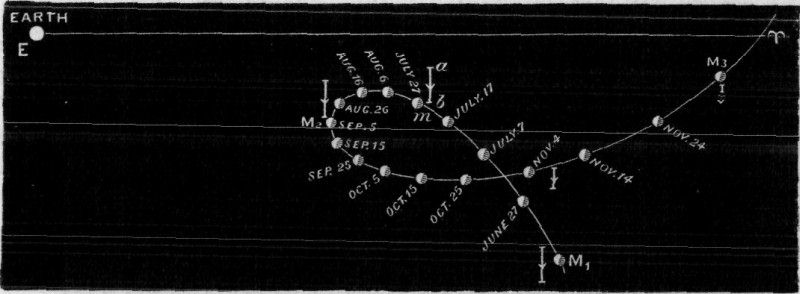 EARTH
E
♈
M3
a
AUG. 16
AUG. 6
JULY. 27
b
m
JULY. 17
AUG. 26
M2
SEP. 5
SEP. 15
SEP. 25
OCT. 5
OCT. 15
OCT. 25
JULY. 7
NOV. 4
NOV. 14
NOV. 24
JUNE 27
M1